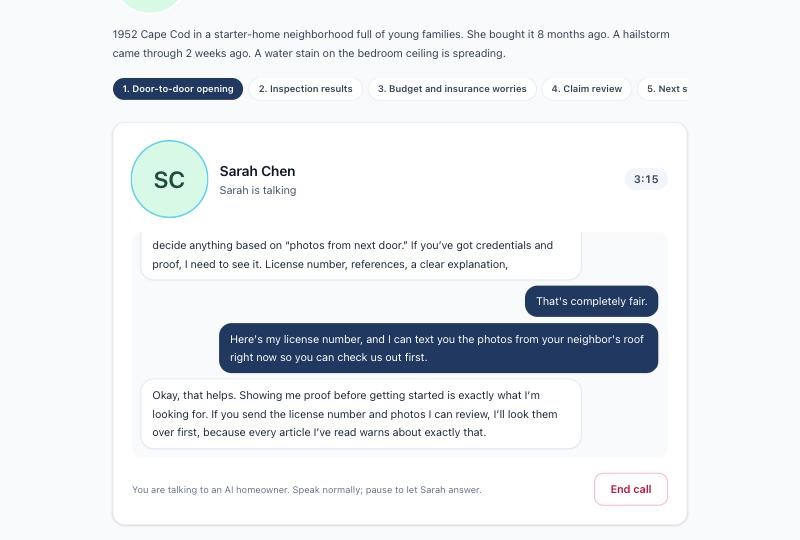 1952 Cape Cod in a starter-home neighborhood full of young families. She bought it 8 months ago. A hailstorm
came through 2 weeks ago. A water stain on the bedroom ceiling is spreading.
1. Door-to-door opening
2. Inspection results
3. Budget and insurance worries
4. Claim review
5. Next s
SC
Sarah Chen
Sarah is talking
3:15
decide anything based on “photos from next door.” If you’ve got credentials and
proof, I need to see it. License number, references, a clear explanation,
That's completely fair.
Here's my license number, and I can text you the photos from your neighbor's roof
right now so you can check us out first.
Okay, that helps. Showing me proof before getting started is exactly what I’m
looking for. If you send the license number and photos I can review, I’ll look them
over first, because every article I’ve read warns about exactly that.
You are talking to an AI homeowner. Speak normally; pause to let Sarah answer.
End call